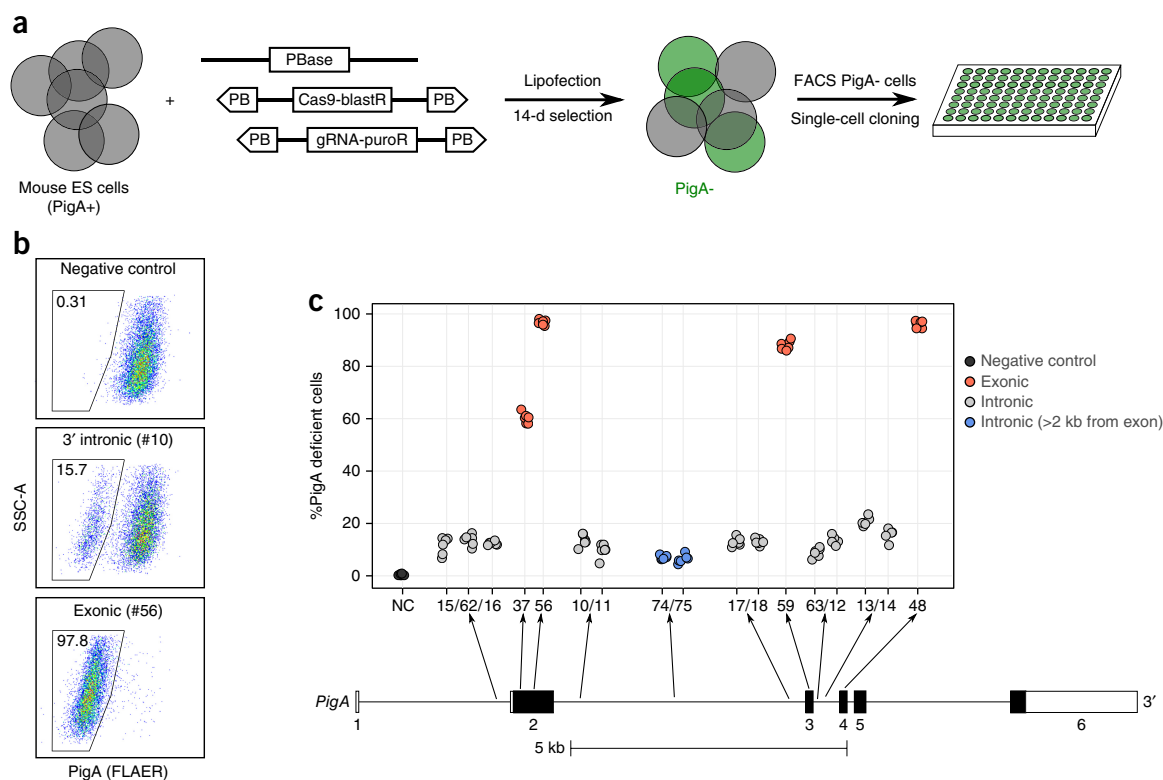 a
PBase
PB
Cas9-blastR
PB
PB
gRNA-puroR
PB
+
Mouse ES cells
(PigA+)
Lipofection
14-d selection
PigA-
FACS PigA- cells
Single-cell cloning
b
Negative control
0.31
3′ intronic (#10)
15.7
Exonic (#56)
97.8
SSC-A
PigA (FLAER)
c
%PigA deficient cells
100
80
60
40
20
0
NC
15/62/16
37 56
10/11
74/75
17/18
59
63/12
13/14
48
Negative control
Exonic
Intronic
Intronic (>2 kb from exon)
PigA
3′
1
2
3
4
5
6
5 kb